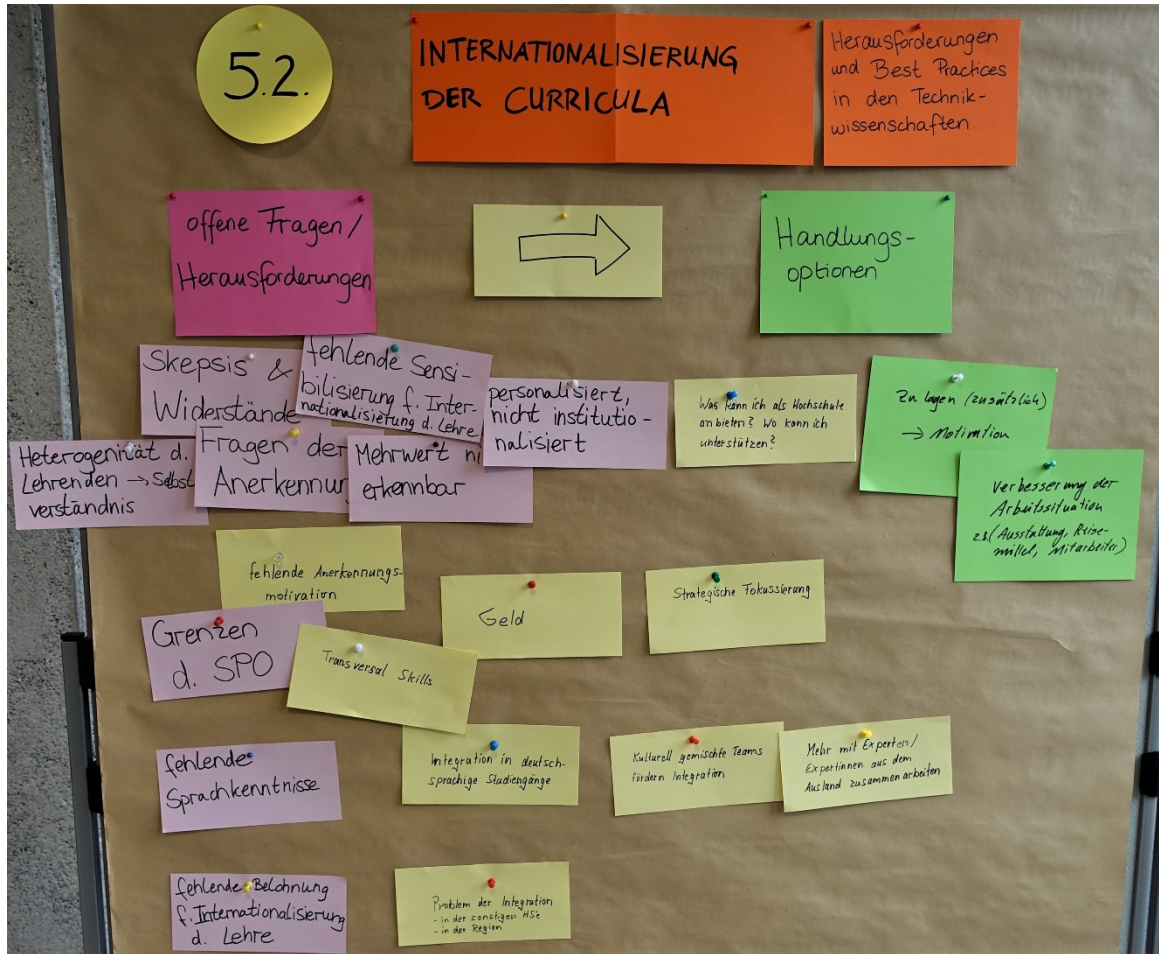 5.2.
INTERNATIONALISIERUNG
DER CURRICULA
Herausforderungen
und Best Practices
in den Technik-
wissenschaften
offene Fragen/
Herausforderungen
Handlungs-
optionen
Skepsis &
Widerstände
fehlende Sensi-
bilisierung f. Inter-
nationalisierung d. Lehre
personalisiert,
nicht institutio-
nalisiert
Was kann ich als Hochschule
anbieten? Wo kann ich
unterstützen?
Zulagen (zusätzlich)
→ Motivation
Heterogenität d.
Lehrenden → Selbst
verständnis
Fragen der
Anerkennun
Mehrwert ni
erkennbar
Verbesserung der
Arbeitssituation
z.B. (Ausstattung, Reise-
mittel, Mitarbeiter)
fehlende Anerkennungs-
motivation
Geld
Strategische Fokussierung
Grenzen
d. SPO
Transversal Skills
fehlende
Sprachkenntnisse
Integration in deutsch-
sprachige Studiengänge
Kulturell gemischte Teams
fördern Integration
Mehr mit Experten/
Expertinnen aus dem
Ausland zusammen arbeiten
fehlende Belohnung
f. Internationalisierung
d. Lehre
Problem der Integration
- in der sonstigen HSe
- in der Region